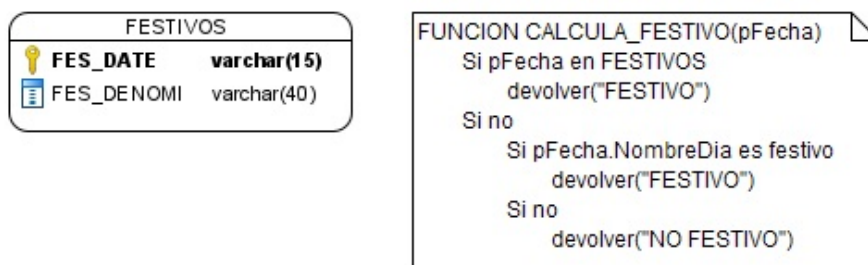 FESTIVOS
FES_DATE varchar(15)
FES_DENOMI varchar(40)
FUNCION CALCULA_FESTIVO(pFecha)
Si pFecha en FESTIVOS
devolver("FESTIVO")
Si no
Si pFecha.NombreDia es festivo
devolver("FESTIVO")
Si no
devolver("NO FESTIVO")